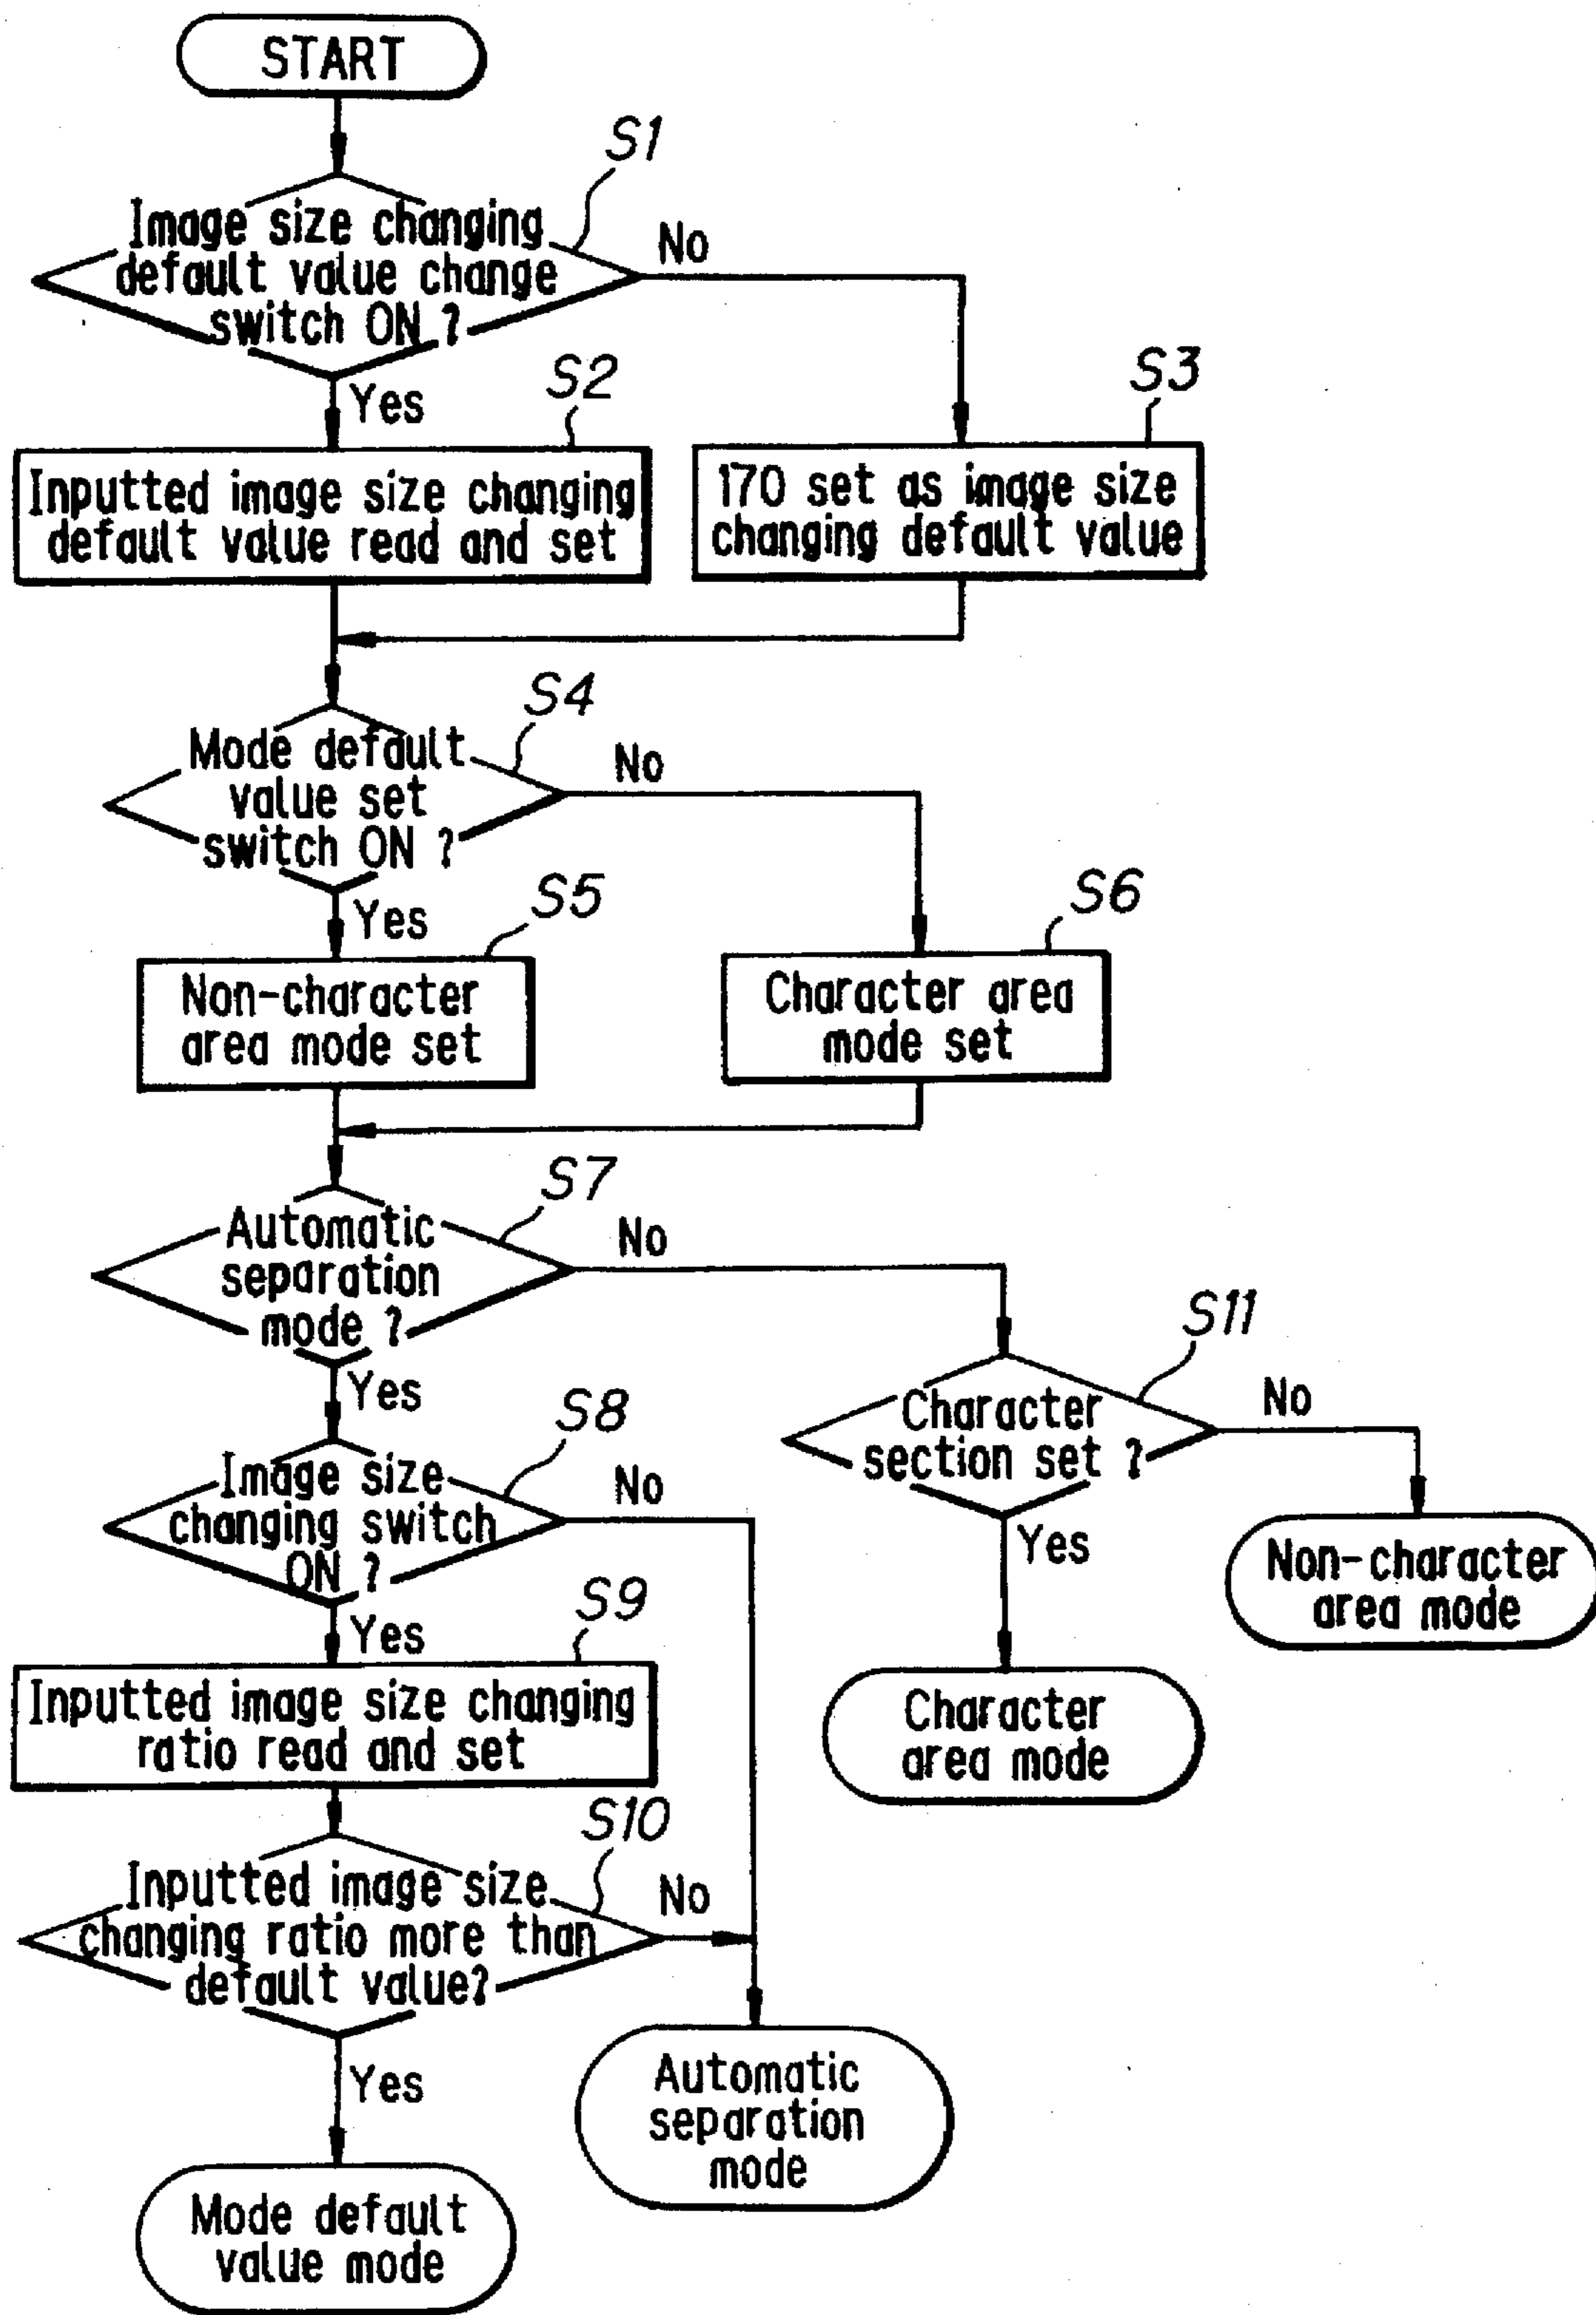 START
S1
Image size changing
default value change
switch ON ?
No
Yes
S2
Inputted image size changing
default value read and set
S3
170 set as image size
changing default value
S4
Mode default
value set
switch ON ?
No
Yes
S5
Non-character
area mode set
S6
Character area
mode set
S7
Automatic
separation
mode ?
No
Yes
S8
Image size
changing switch
ON ?
No
Yes
S11
Character
section set ?
No
Yes
Non-character
area mode
Character
area mode
S9
Inputted image size changing
ratio read and set
S10
Inputted image size
changing ratio more than
default value?
No
Yes
Automatic
separation
mode
Mode default
value mode